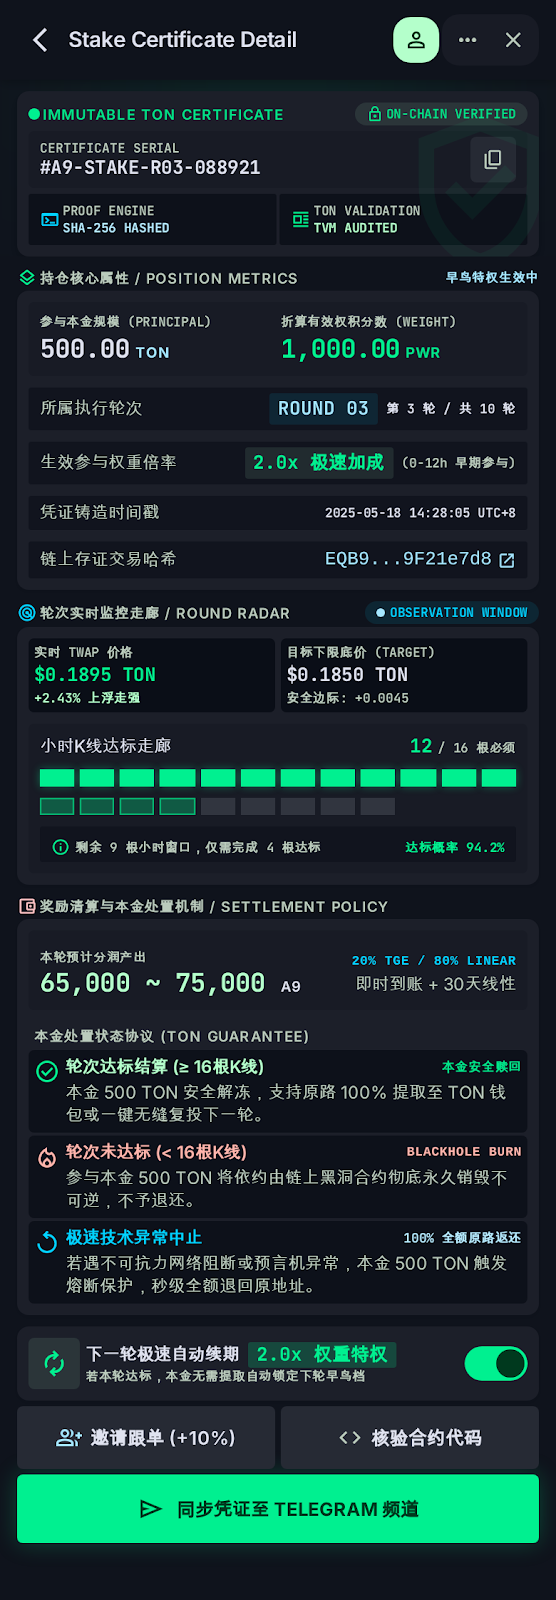 Stake Certificate Detail
IMMUTABLE TON CERTIFICATE
ON-CHAIN VERIFIED
CERTIFICATE SERIAL
#A9-STAKE-R03-088921
PROOF ENGINE
SHA-256 HASHED
TON VALIDATION
TVM AUDITED
持仓核心属性 / POSITION METRICS
早鸟特权生效中
参与本金规模 (PRINCIPAL)
500.00 TON
折算有效权积分数 (WEIGHT)
1,000.00 PWR
所属执行轮次
ROUND 03 第 3 轮 / 共 10 轮
生效参与权重倍率
2.0x 极速加成 (0-12h 早期参与)
凭证铸造时间戳
2025-05-18 14:28:05 UTC+8
链上存证交易哈希
EQB9...9F21e7d8
轮次实时监控走廊 / ROUND RADAR
OBSERVATION WINDOW
实时 TWAP 价格
$0.1895 TON
+2.43% 上浮走强
目标下限底价 (TARGET)
$0.1850 TON
安全边际: +0.0045
小时K线达标走廊
12 / 16 根必须
剩余 9 根小时窗口，仅需完成 4 根达标
达标概率 94.2%
奖励清算与本金处置机制 / SETTLEMENT POLICY
本轮预计分润产出
65,000 ~ 75,000 A9
20% TGE / 80% LINEAR
即时到账 + 30天线性
本金处置状态协议 (TON GUARANTEE)
轮次达标结算 (≥ 16根K线)
本金安全赎回
本金 500 TON 安全解冻，支持原路 100% 提取至 TON 钱
包或一键无缝复投下一轮。
轮次未达标 (< 16根K线)
BLACKHOLE BURN
参与本金 500 TON 将依约由链上黑洞合约彻底永久销毁不
可逆，不予退还。
极速技术异常中止
100% 全额原路返还
若遇不可抗力网络阻断或预言机异常，本金 500 TON 触发
熔断保护，秒级全额退回原地址。
下一轮极速自动续期 2.0x 权重特权
若本轮达标，本金无需提取自动锁定下轮早鸟档
邀请跟单 (+10%)
核验合约代码
同步凭证至 TELEGRAM 频道